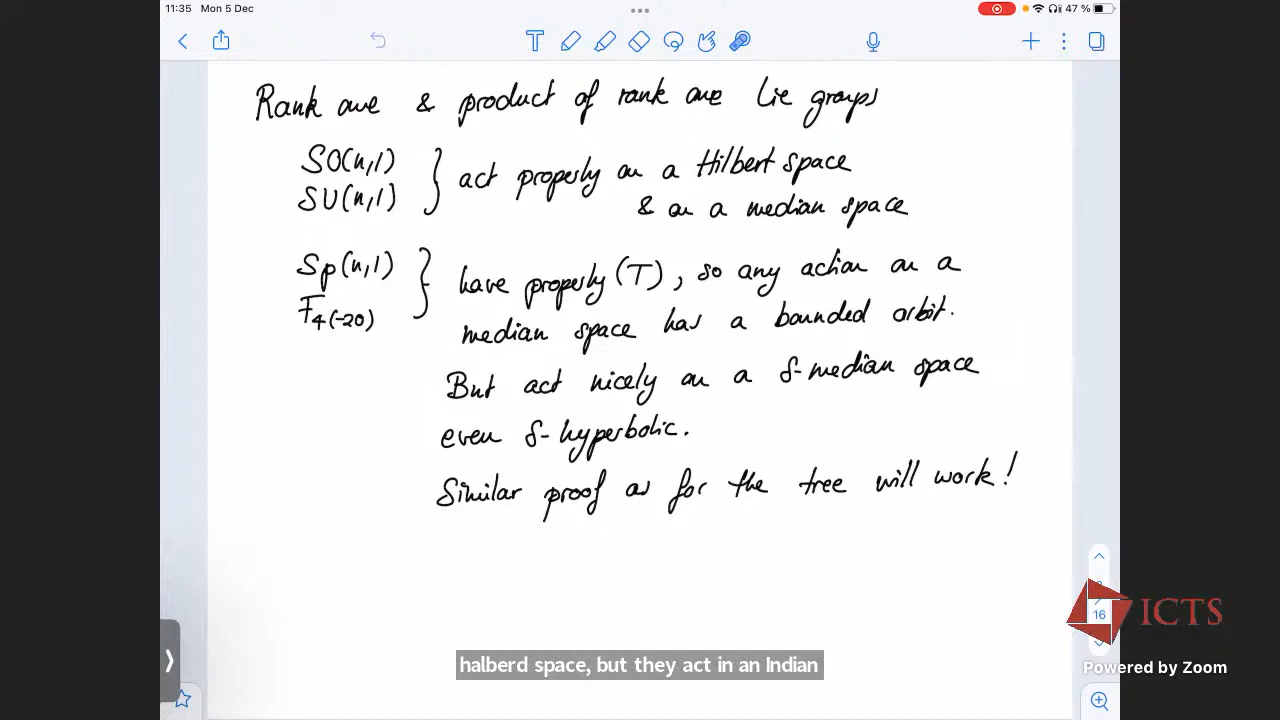 11:35 Mon 5 Dec
47 %
Rank one & product of rank one Lie groups
SO(n,1)
SU(n,1)
act properly on a Hilbert space
& on a median space
Sp(n,1)
F4(-20)
have property (T), so any action on a
median space has a bounded orbit.
But act nicely on a δ-median space
even δ-hyperbolic.
Similar proof as for the tree will work!
16
ICTS
Powered by Zoom
halberd space, but they act in an Indian